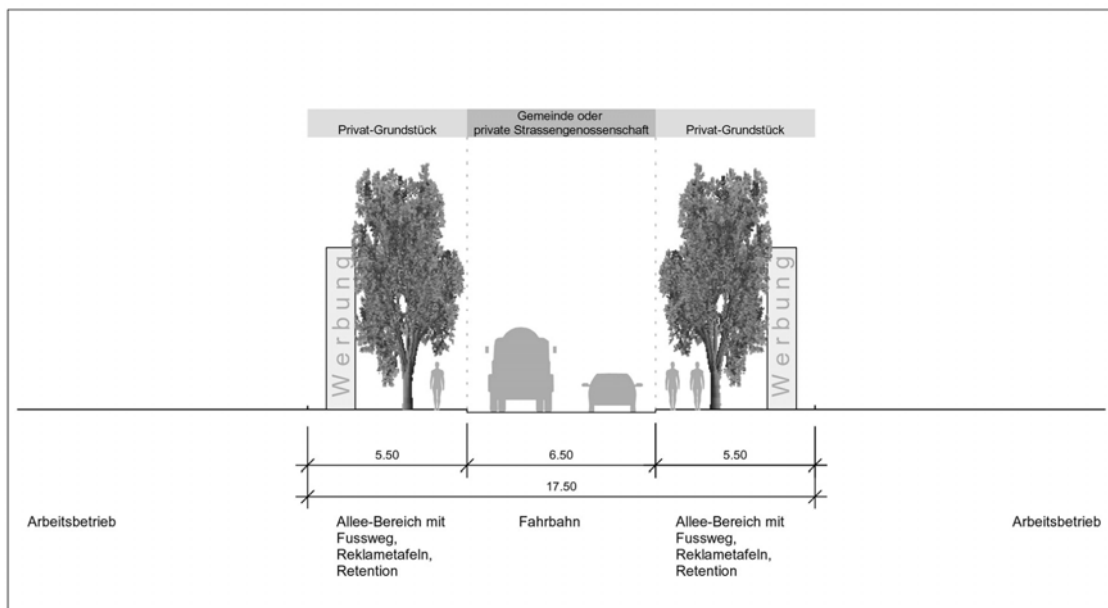 Gemeinde oder
Privat-Grundstück private Strassengenossenschaft Privat-Grundstück
Werbung Werbung
5.50 6.50 5.50
17.50
Arbeitsbetrieb Allee-Bereich mit Fahrbahn Allee-Bereich mit Arbeitsbetrieb
Fussweg, Fussweg,
Reklametafeln, Reklametafeln,
Retention Retention